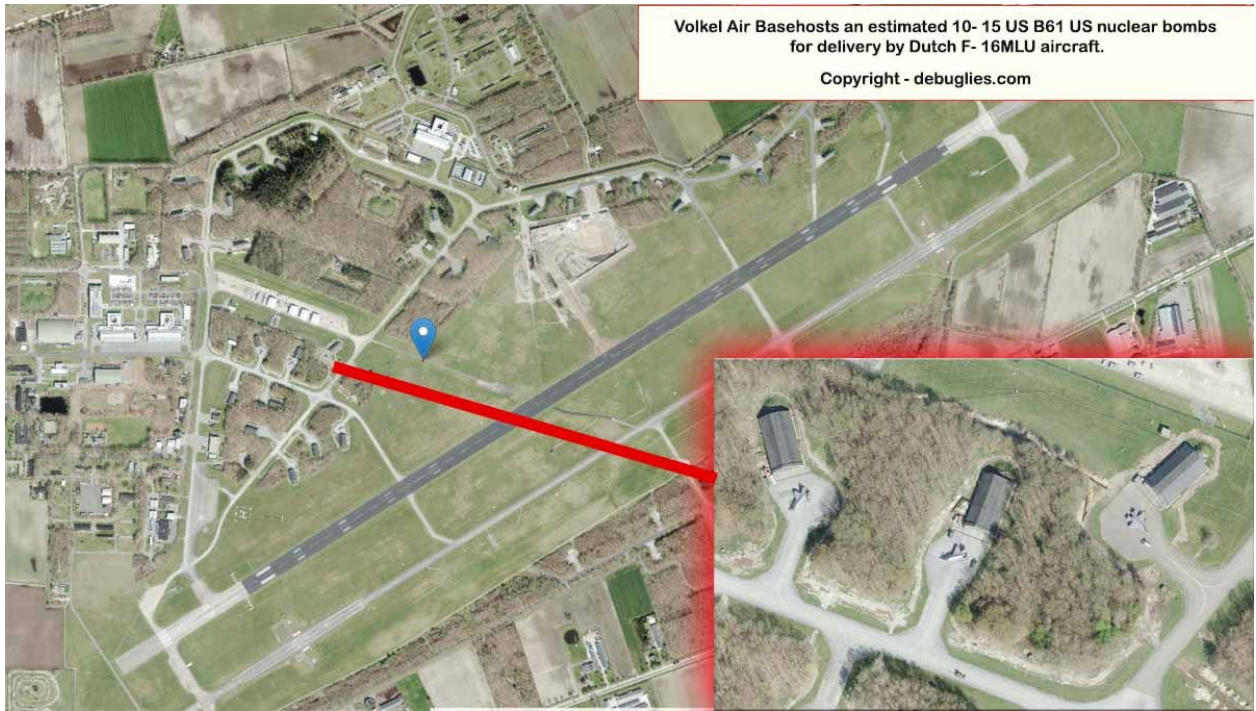 Volkel Air Basehosts an estimated 10- 15 US B61 US nuclear bombs
for delivery by Dutch F- 16MLU aircraft.
Copyright - debuglies.com